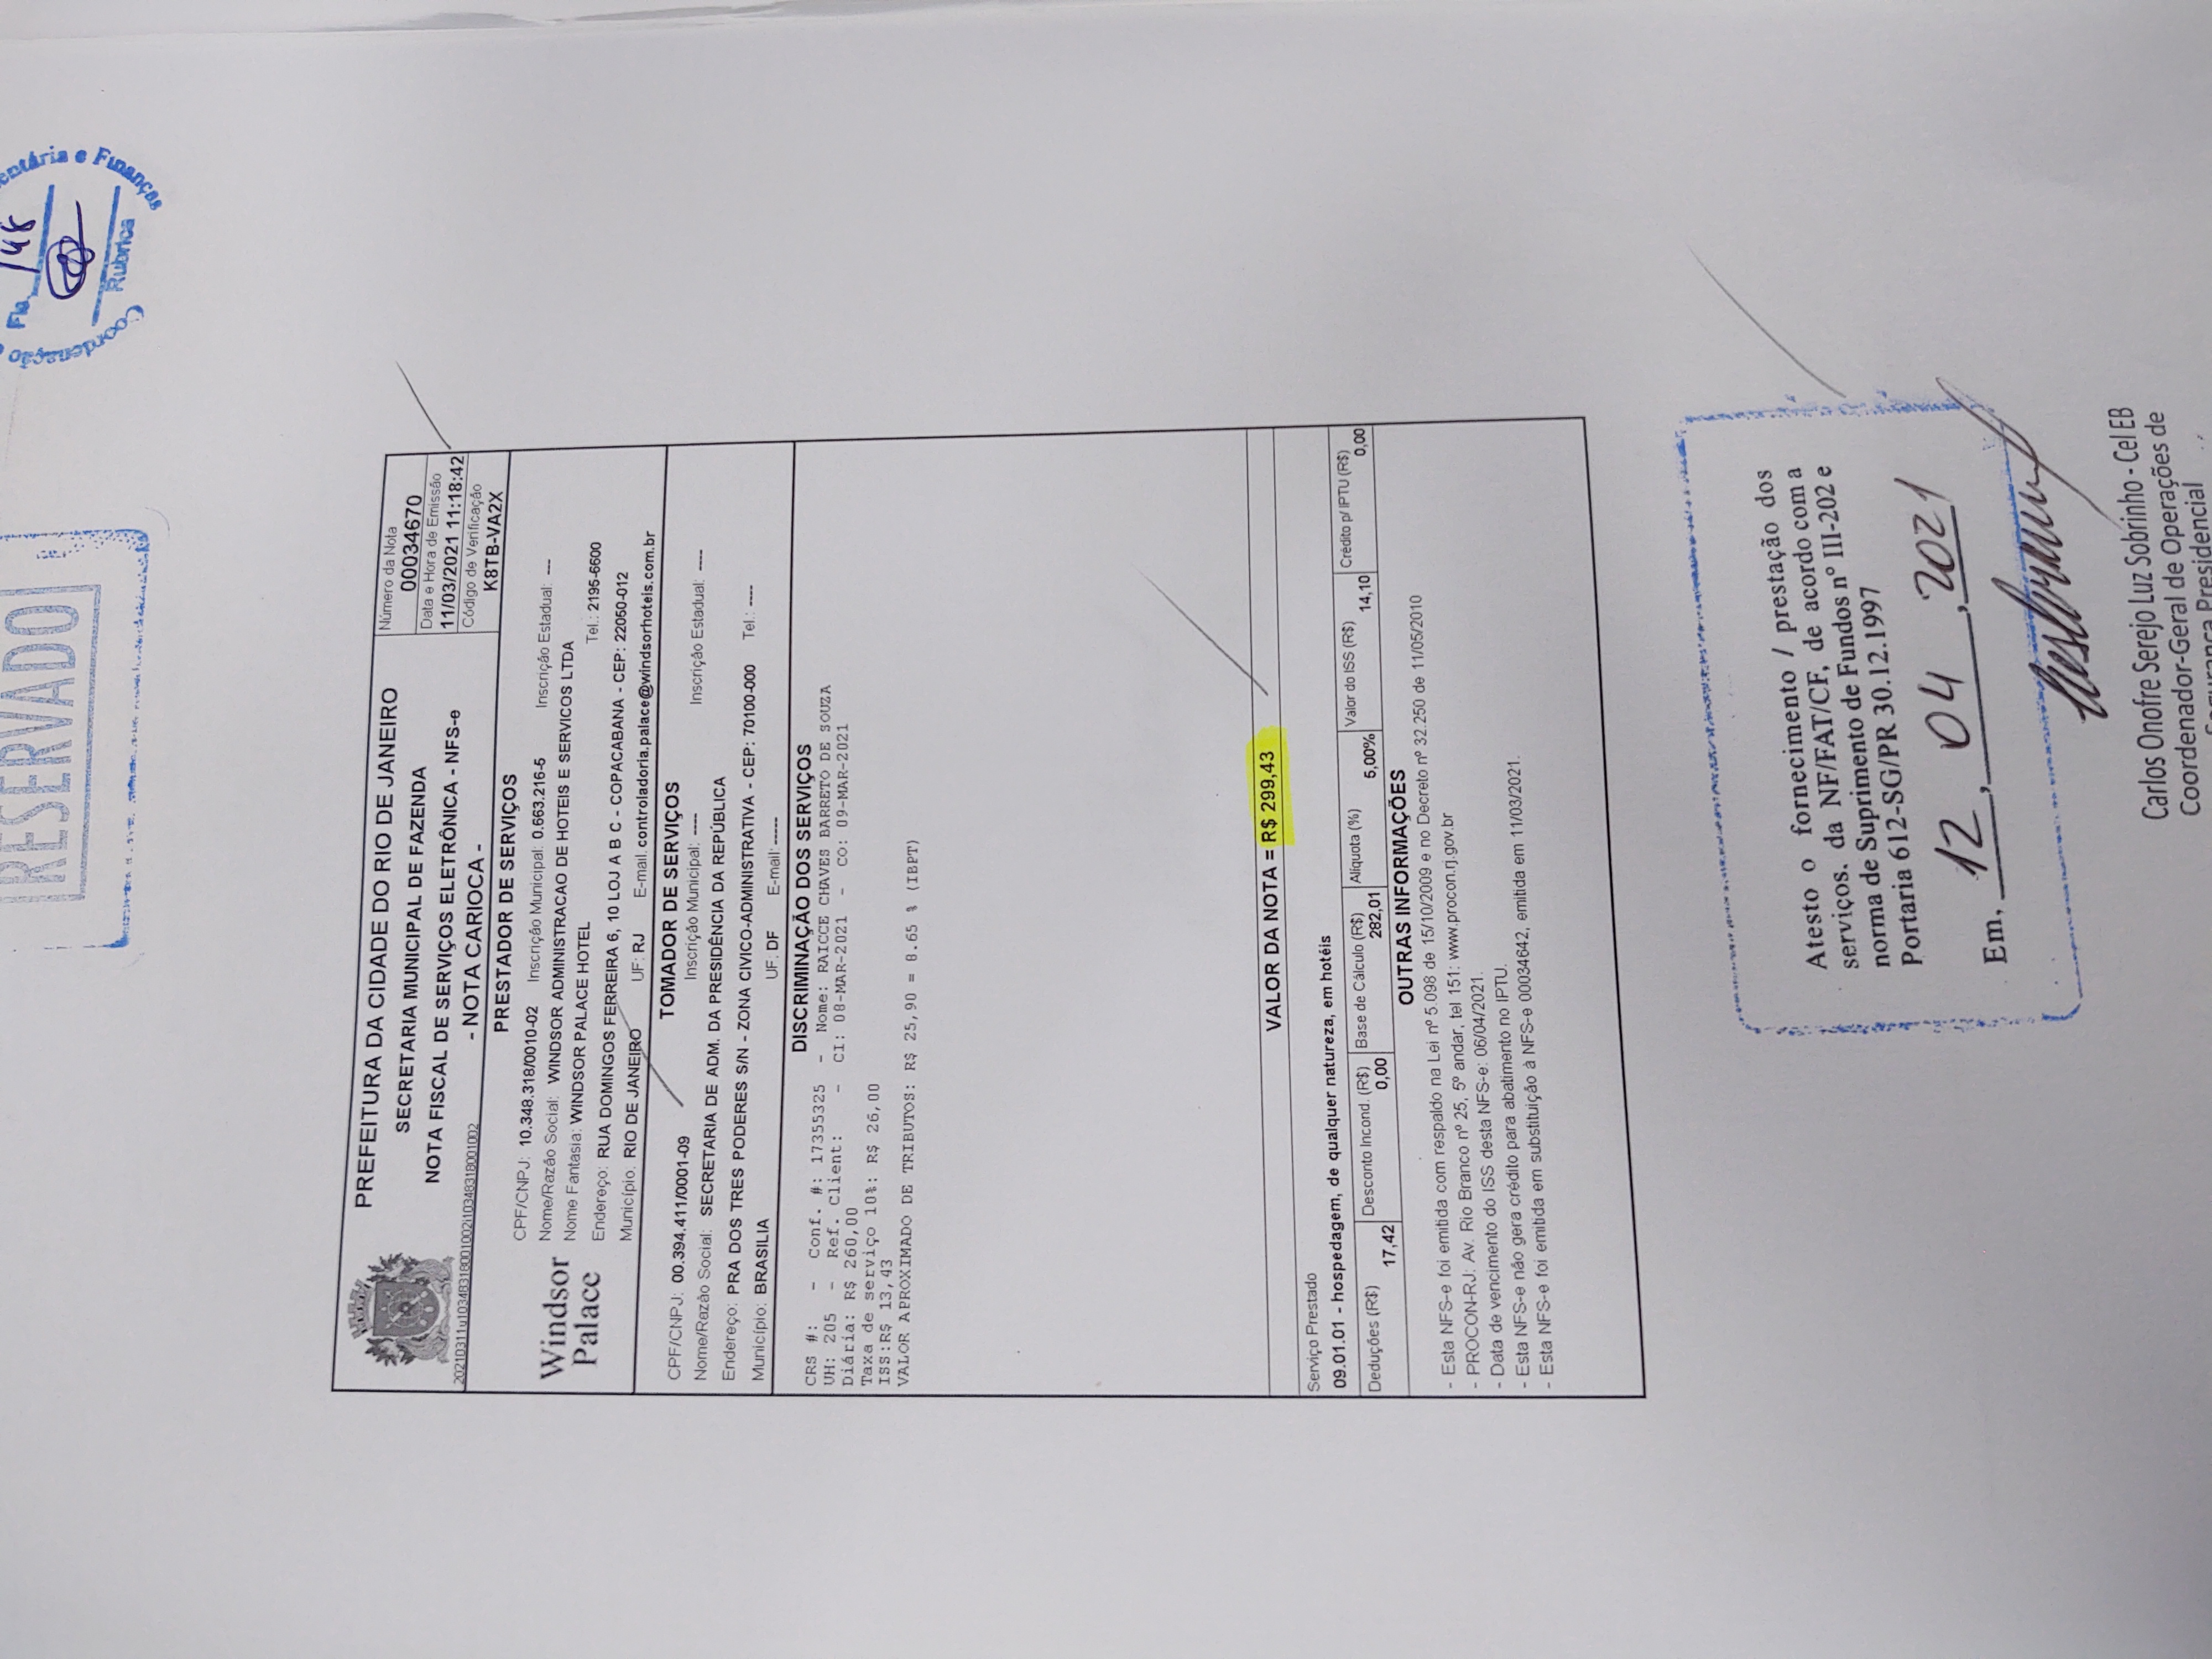 RESERVADO
Coordenação
entária e Finanças
Fls. 148
Rubrica
PREFEITURA DA CIDADE DO RIO DE JANEIRO
SECRETARIA MUNICIPAL DE FAZENDA
NOTA FISCAL DE SERVIÇOS ELETRÔNICA - NFS-e
- NOTA CARIOCA -
20210311u10348318001002i10348318001002
Número da Nota
00034670
Data e Hora de Emissão
11/03/2021 11:18:42
Código de Verificação
K8TB-VA2X
PRESTADOR DE SERVIÇOS
Windsor
Palace
CPF/CNPJ: 10.348.318/0010-02 Inscrição Municipal: 0.663.216-5 Inscrição Estadual: ---
Nome/Razão Social: WINDSOR ADMINISTRACAO DE HOTEIS E SERVICOS LTDA
Nome Fantasia: WINDSOR PALACE HOTEL Tel.: 2195-6600
Endereço: RUA DOMINGOS FERREIRA 6, 10 LOJ A B C - COPACABANA - CEP: 22050-012
Município: RIO DE JANEIRO UF: RJ E-mail. controladoria.palace@windsorhoteis.com.br
TOMADOR DE SERVIÇOS
CPF/CNPJ: 00.394.411/0001-09 Inscrição Municipal: ---- Inscrição Estadual: ----
Nome/Razão Social: SECRETARIA DE ADM. DA PRESIDÊNCIA DA REPÚBLICA
Endereço: PRA DOS TRES PODERES S/N - ZONA CIVICO-ADMINISTRATIVA - CEP: 70100-000 Tel.: ----
Município: BRASILIA UF: DF E-mail: -----
DISCRIMINAÇÃO DOS SERVIÇOS
CRS #: - Conf. #: 17355325 - Nome: RAICCE CHAVES BARRETO DE SOUZA
UH: 205 - Ref. Client: - CI: 08-MAR-2021 - CO: 09-MAR-2021
Diária: R$ 260,00
Taxa de serviço 10%: R$ 26,00
ISS:R$ 13,43
VALOR APROXIMADO DE TRIBUTOS: R$ 25,90 = 8.65 % (IBPT)
VALOR DA NOTA = R$ 299,43
Serviço Prestado
09.01.01 - hospedagem, de qualquer natureza, em hotéis
Deduções (R$) Desconto Incond. (R$) Base de Cálculo (R$) Alíquota (%) Valor do ISS (R$) Crédito p/ IPTU (R$)
17,42 0,00 282,01 5,00% 14,10 0,00
OUTRAS INFORMAÇÕES
- Esta NFS-e foi emitida com respaldo na Lei nº 5.098 de 15/10/2009 e no Decreto nº 32.250 de 11/05/2010
- PROCON-RJ: Av. Rio Branco nº 25, 5º andar, tel 151: www.procon.rj.gov.br
- Data de vencimento do ISS desta NFS-e: 06/04/2021.
- Esta NFS-e não gera crédito para abatimento no IPTU.
- Esta NFS-e foi emitida em substituição à NFS-e 00034642, emitida em 11/03/2021.
Atesto o fornecimento / prestação dos
serviços. da NF/FAT/CF, de acordo com a
norma de Suprimento de Fundos nº III-202 e
Portaria 612-SG/PR 30.12.1997
Em, 12, 04, 2021
Carlos Onofre Serejo Luz Sobrinho - Cel EB
Coordenador-Geral de Operações de
Segurança Presidencial